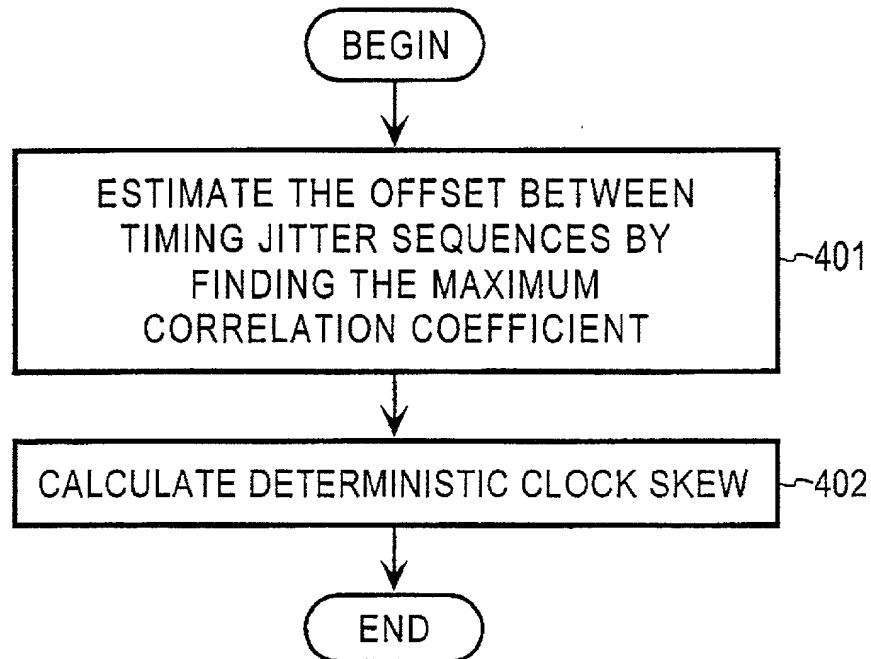 BEGIN
ESTIMATE THE OFFSET BETWEEN
TIMING JITTER SEQUENCES BY
FINDING THE MAXIMUM
CORRELATION COEFFICIENT
401
CALCULATE DETERMINISTIC CLOCK SKEW
402
END